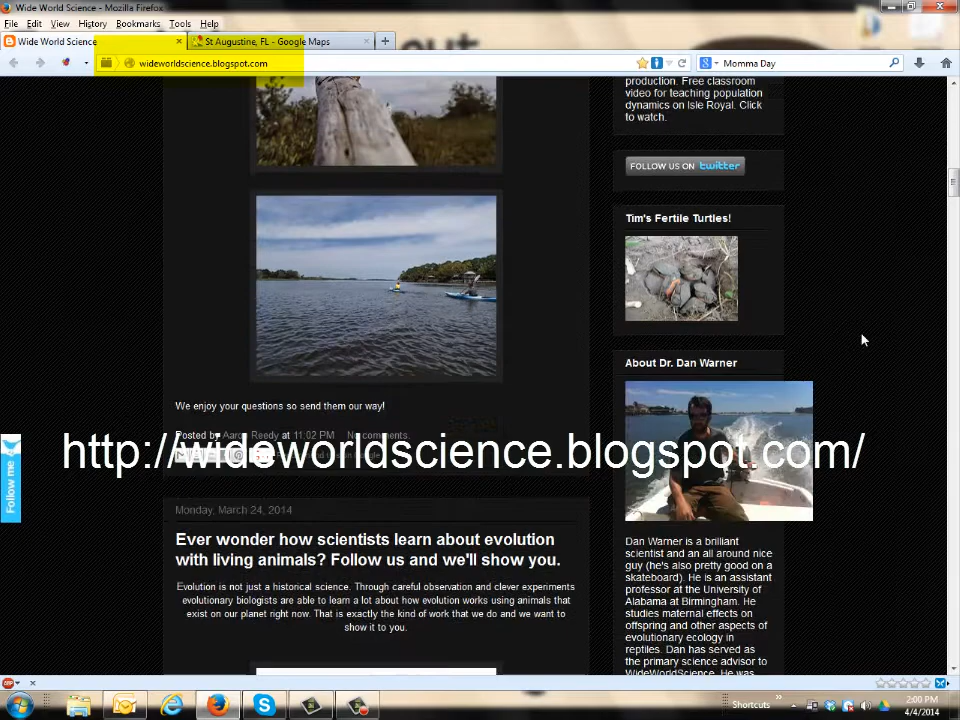 Wide World Science - Mozilla Firefox
File Edit View History Bookmarks Tools Help
Wide World Science
St Augustine, FL - Google Maps
wideworldscience.blogspot.com
Momma Day
production. Free classroom
video for teaching population
dynamics on Isle Royal. Click
to watch.
FOLLOW US ON twitter
Tim's Fertile Turtles!
About Dr. Dan Warner
We enjoy your questions so send them our way!
Posted by Aaron Reedy at 11:02 PM No comments:
http://wideworldscience.blogspot.com/
Follow me
Monday, March 24, 2014
Ever wonder how scientists learn about evolution
with living animals? Follow us and we'll show you.
Evolution is not just a historical science. Through careful observation and clever experiments
evolutionary biologists are able to learn a lot about how evolution works using animals that
exist on our planet right now. That is exactly the kind of work that we do and we want to
show it to you.
Dan Warner is a brilliant
scientist and an all around nice
guy (he's also pretty good on a
skateboard). He is an assistant
professor at the University of
Alabama at Birmingham. He
studies maternal effects on
offspring and other aspects of
evolutionary ecology in
reptiles. Dan has served as
the primary science advisor to
WideWorldScience. He was
Shortcuts
2:00 PM
4/4/2014